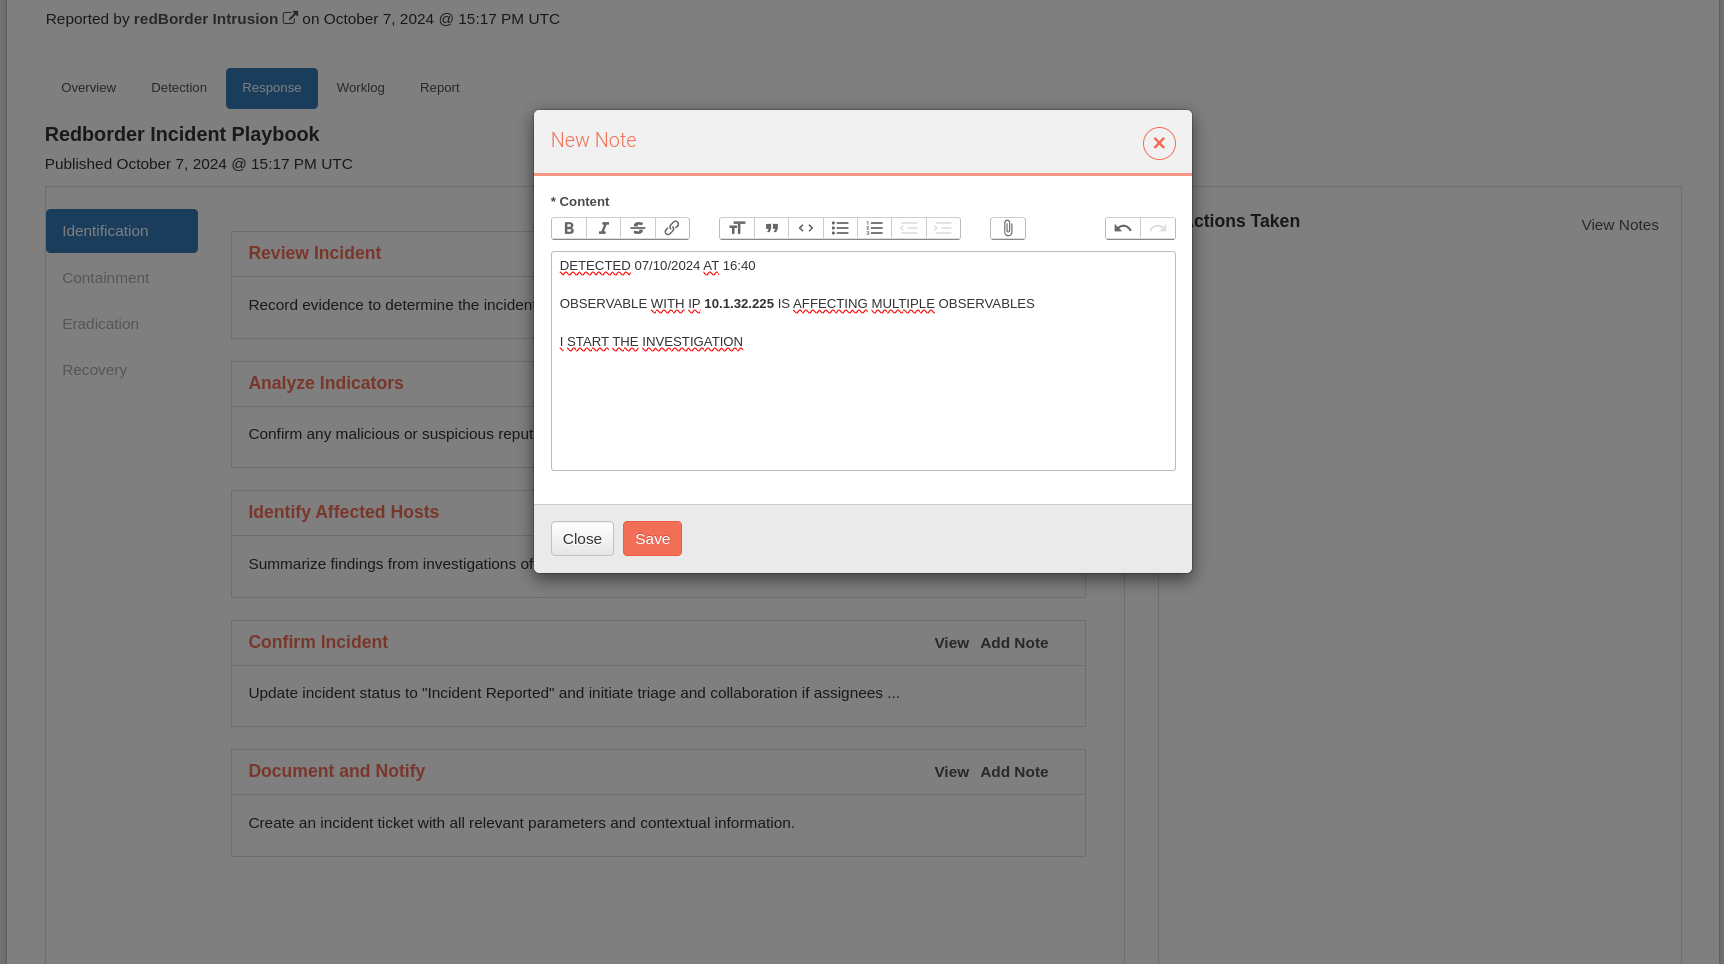 Reported by redBorder Intrusion on October 7, 2024 @ 15:17 PM UTC
Overview Detection Response Worklog Report
Redborder Incident Playbook
Published October 7, 2024 @ 15:17 PM UTC
Identification
Containment
Eradication
Recovery
Review Incident
Record evidence to determine the incident
Analyze Indicators
Confirm any malicious or suspicious reput
Identify Affected Hosts
Summarize findings from investigations of
Confirm Incident View Add Note
Update incident status to "Incident Reported" and initiate triage and collaboration if assignees ...
Document and Notify View Add Note
Create an incident ticket with all relevant parameters and contextual information.
ctions Taken View Notes
New Note
* Content
DETECTED 07/10/2024 AT 16:40
OBSERVABLE WITH IP 10.1.32.225 IS AFFECTING MULTIPLE OBSERVABLES
I START THE INVESTIGATION
Close Save